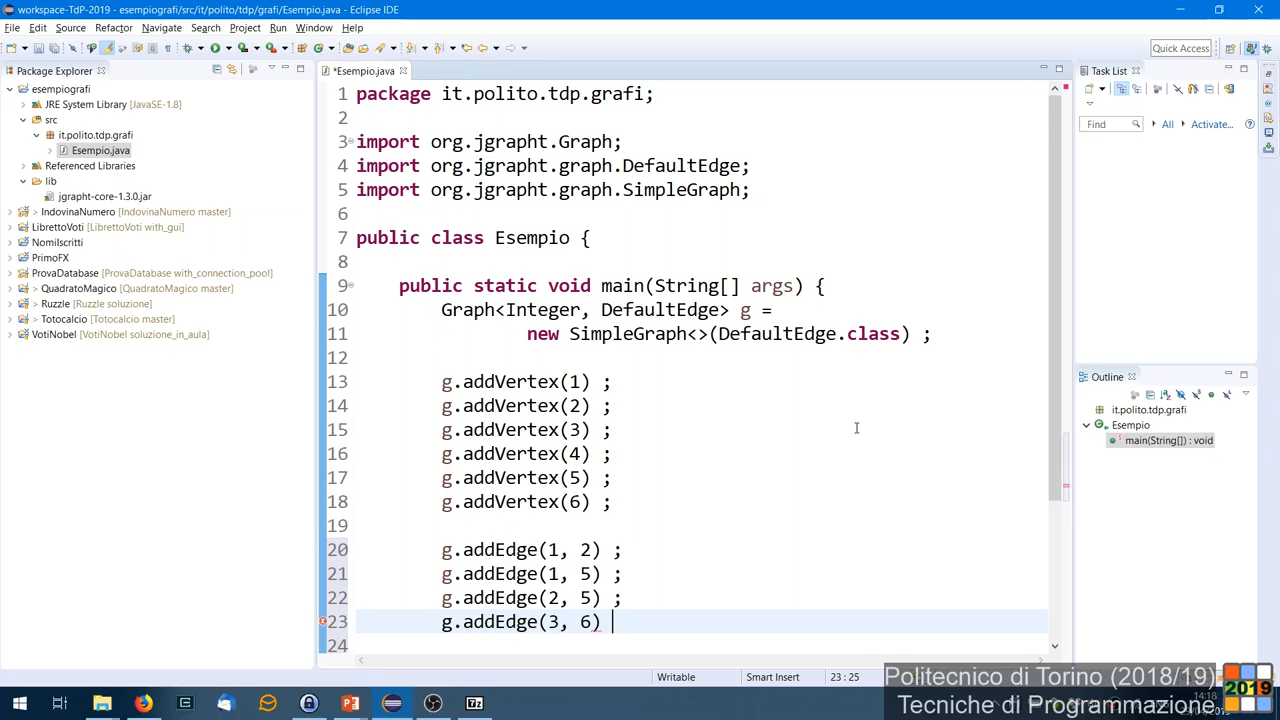 workspace-TdP-2019 - esempiografi/src/it/polito/tdp/grafi/Esempio.java - Eclipse IDE
File Edit Source Refactor Navigate Search Project Run Window Help
Quick Access
Package Explorer
esempiografi
JRE System Library [JavaSE-1.8]
src
it.polito.tdp.grafi
Esempio.java
Referenced Libraries
lib
jgrapht-core-1.3.0.jar
> IndovinaNumero [IndovinaNumero master]
LibrettoVoti [LibrettoVoti with_gui]
NomiIscritti
PrimoFX
ProvaDatabase [ProvaDatabase with_connection_pool]
> QuadratoMagico [QuadratoMagico master]
> Ruzzle [Ruzzle soluzione]
> Totocalcio [Totocalcio master]
VotiNobel [VotiNobel soluzione_in_aula]
*Esempio.java
1 package it.polito.tdp.grafi;
2
3 import org.jgrapht.Graph;
4 import org.jgrapht.graph.DefaultEdge;
5 import org.jgrapht.graph.SimpleGraph;
6
7 public class Esempio {
8
9 public static void main(String[] args) {
10 Graph<Integer, DefaultEdge> g =
11 new SimpleGraph<>(DefaultEdge.class) ;
12
13 g.addVertex(1) ;
14 g.addVertex(2) ;
15 g.addVertex(3) ;
16 g.addVertex(4) ;
17 g.addVertex(5) ;
18 g.addVertex(6) ;
19
20 g.addEdge(1, 2) ;
21 g.addEdge(1, 5) ;
22 g.addEdge(2, 5) ;
23 g.addEdge(3, 6)
24
Task List
Find All Activate...
Outline
it.polito.tdp.grafi
Esempio
main(String[]) : void
Writable Smart Insert 23 : 25
Politecnico di Torino (2018/19)
Tecniche di Programmazione
2019
14:18